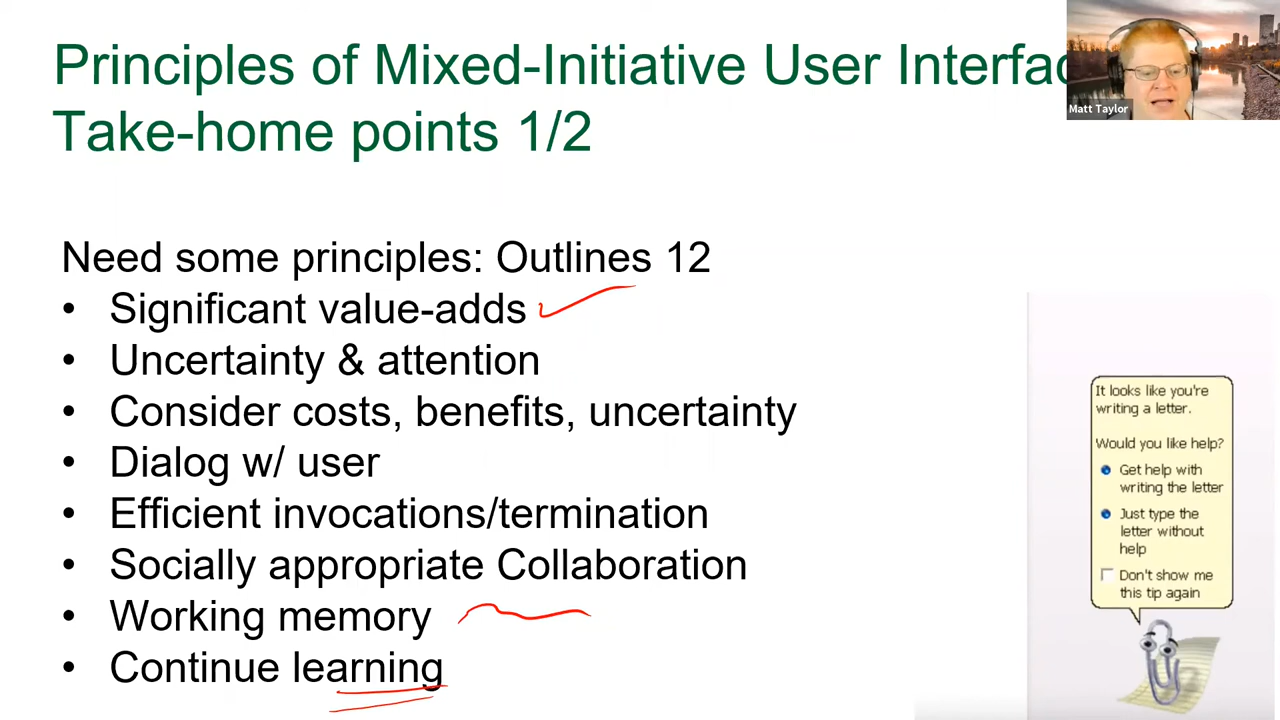 Principles of Mixed-Initiative User Interfac
Take-home points 1/2
Matt Taylor
Need some principles: Outlines 12
• Significant value-adds
• Uncertainty & attention
• Consider costs, benefits, uncertainty
• Dialog w/ user
• Efficient invocations/termination
• Socially appropriate Collaboration
• Working memory
• Continue learning
It looks like you're
writing a letter.
Would you like help?
Get help with
writing the letter
Just type the
letter without
help
Don't show me
this tip again